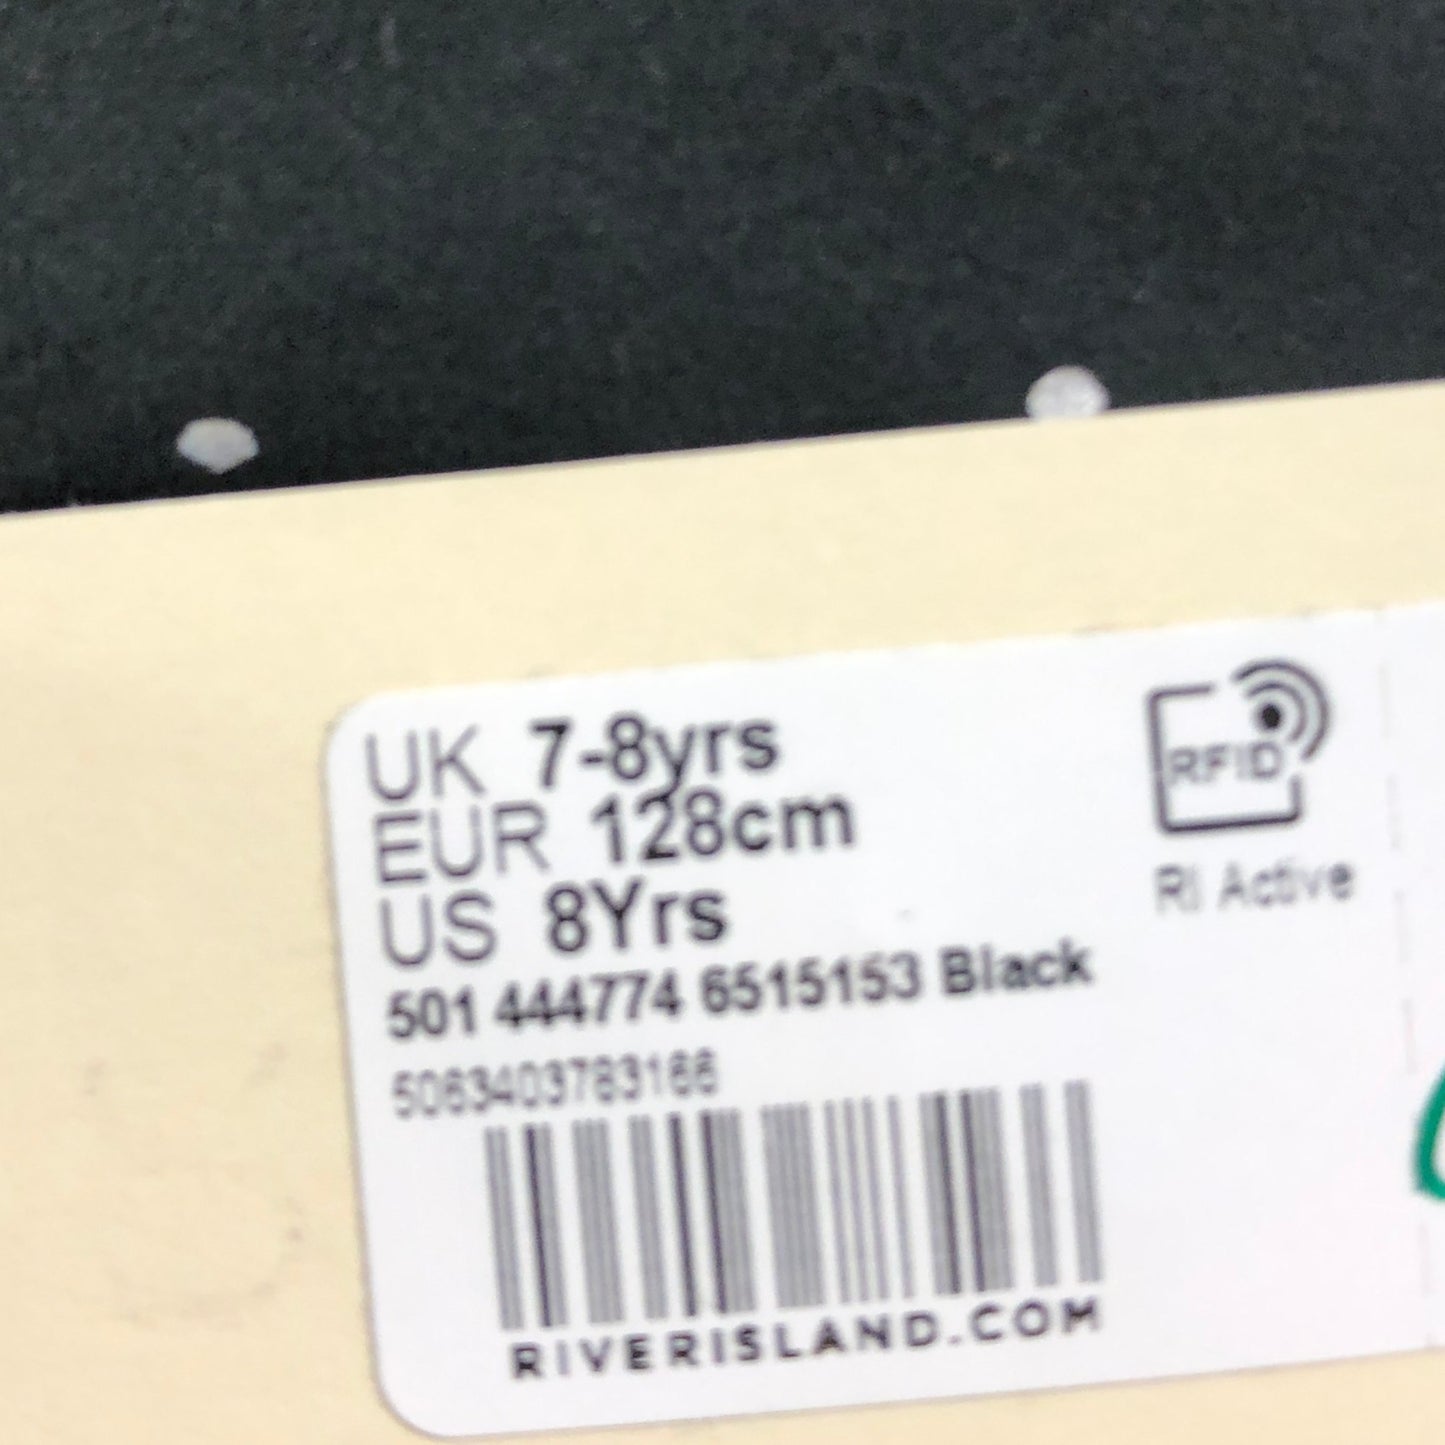 UK 7-8yrs
EUR 128cm
US 8Yrs
501 444774 6515153 Black
5063403783166
RIVERISLAND.COM
RFID
RI Active